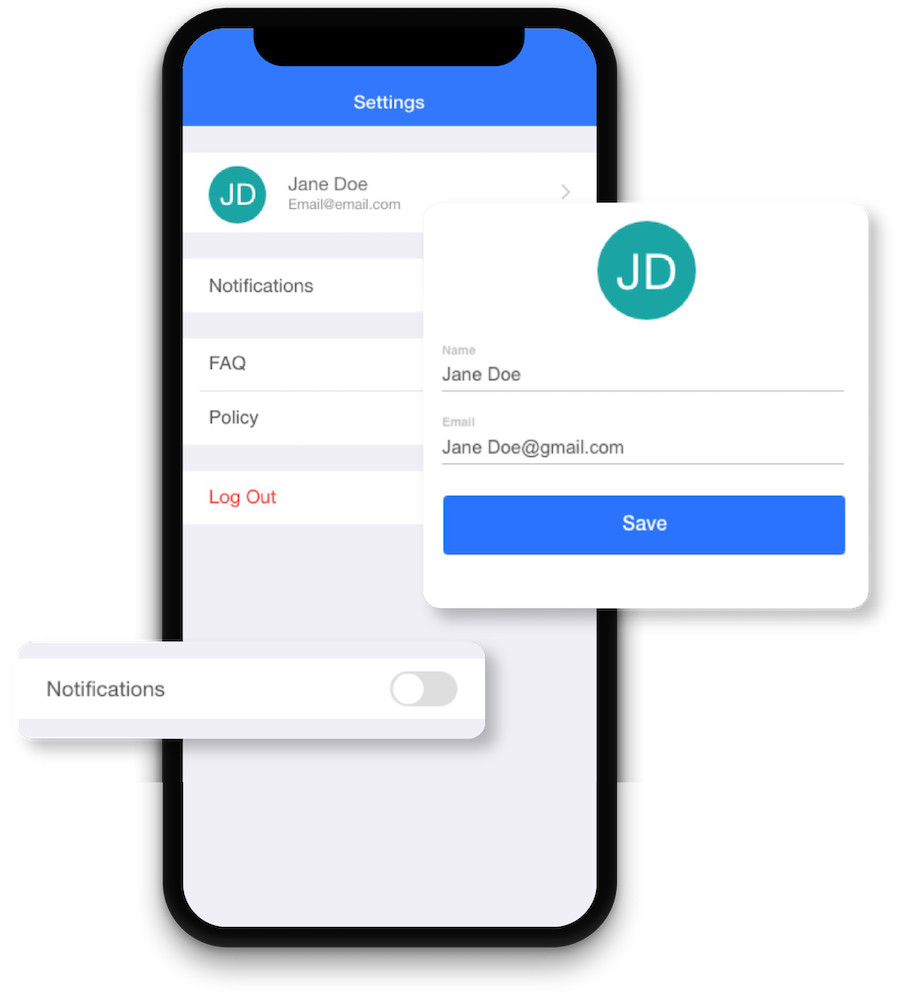 Settings
JD
Jane Doe
Email@email.com
Notifications
FAQ
Policy
Log Out
JD
Name
Jane Doe
Email
Jane Doe@gmail.com
Save
Notifications